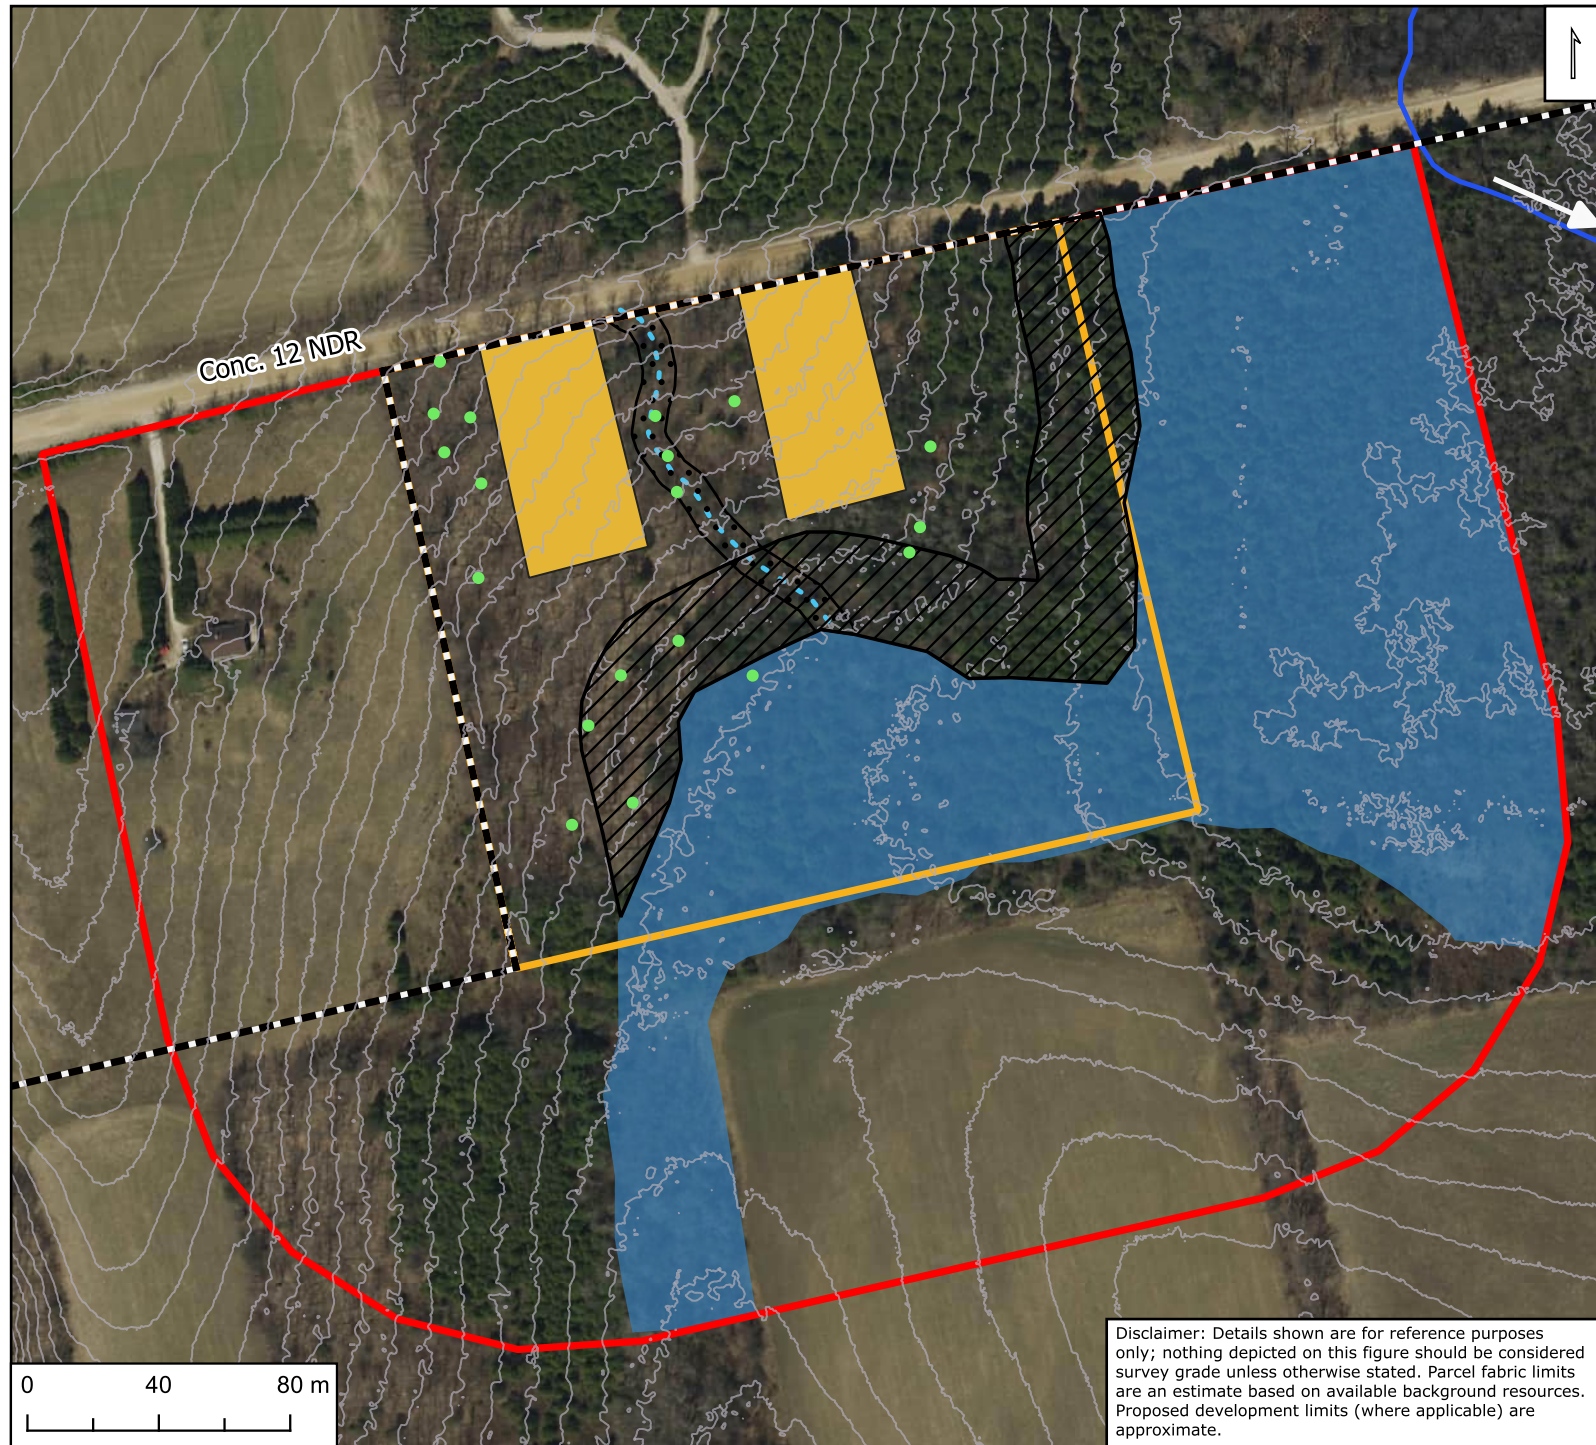 Conc. 12 NDR
0 40 80 m
Disclaimer: Details shown are for reference purposes
only; nothing depicted on this figure should be considered
survey grade unless otherwise stated. Parcel fabric limits
are an estimate based on available background resources.
Proposed development limits (where applicable) are
approximate.